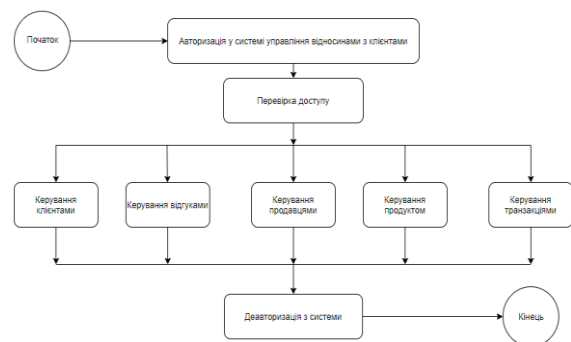 Початок
Авторизація у системі управління відносинами з клієнтами
Перевірка доступу
Керування
клієнтами
Керування відгуками
Керування
продавцями
Керування
продуктом
Керування
транзакціями
Деавторизація з системи
Кінець